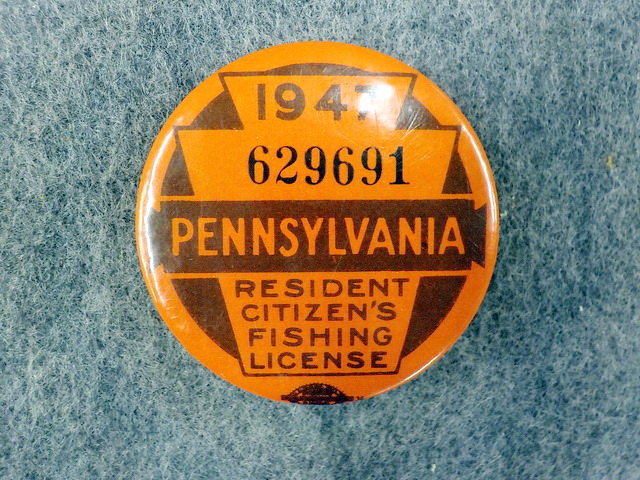 1947
629691
PENNSYLVANIA
RESIDENT
CITIZEN'S
FISHING
LICENSE